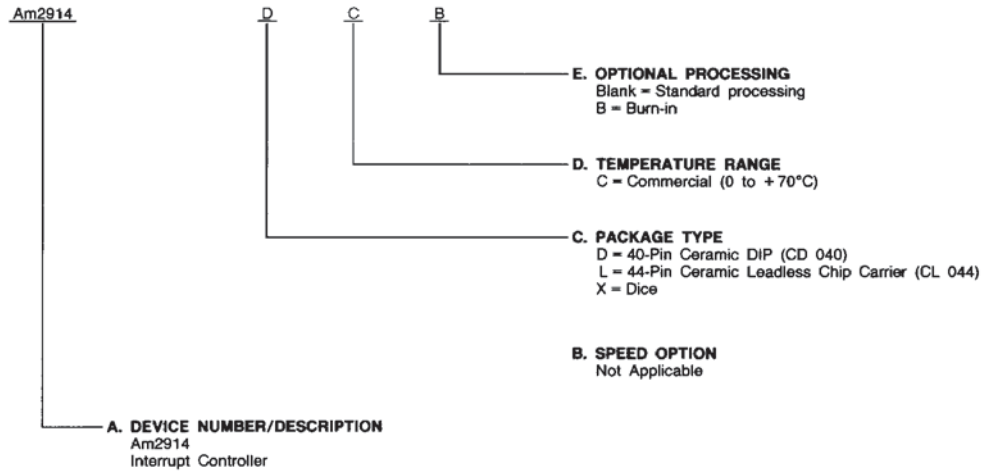 Am2914 D C B
E. OPTIONAL PROCESSING
Blank = Standard processing
B = Burn-in
D. TEMPERATURE RANGE
C = Commercial (0 to +70°C)
C. PACKAGE TYPE
D = 40-Pin Ceramic DIP (CD 040)
L = 44-Pin Ceramic Leadless Chip Carrier (CL 044)
X = Dice
B. SPEED OPTION
Not Applicable
A. DEVICE NUMBER/DESCRIPTION
Am2914
Interrupt Controller